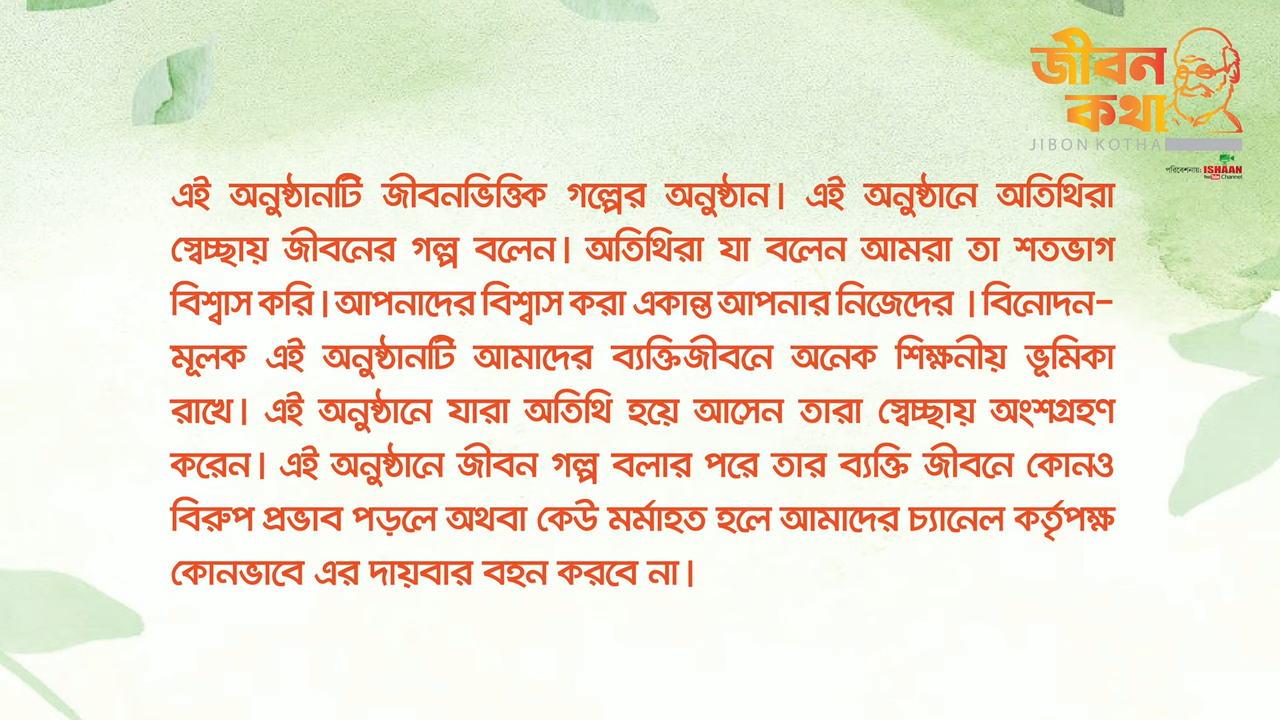 জীবন
কথা
JIBON KOTHA
পরিবেশনায়: ISHAAN
YouTube Channel
এই অনুষ্ঠানটি জীবনভিত্তিক গল্পের অনুষ্ঠান। এই অনুষ্ঠানে অতিথিরা
স্বেচ্ছায় জীবনের গল্প বলেন। অতিথিরা যা বলেন আমরা তা শতভাগ
বিশ্বাস করি। আপনাদের বিশ্বাস করা একান্ত আপনার নিজেদের । বিনোদন-
মূলক এই অনুষ্ঠানটি আমাদের ব্যক্তিজীবনে অনেক শিক্ষনীয় ভূমিকা
রাখে। এই অনুষ্ঠানে যারা অতিথি হয়ে আসেন তারা স্বেচ্ছায় অংশগ্রহণ
করেন। এই অনুষ্ঠানে জীবন গল্প বলার পরে তার ব্যক্তি জীবনে কোনও
বিরুপ প্রভাব পড়লে অথবা কেউ মর্মাহত হলে আমাদের চ্যানেল কর্তৃপক্ষ
কোনভাবে এর দায়বার বহন করবে না।